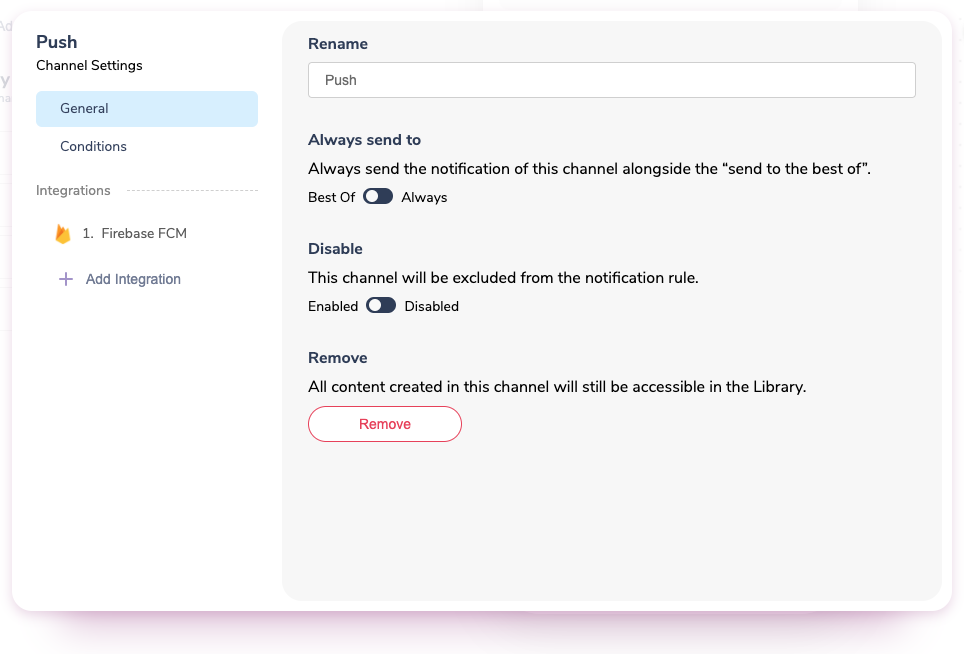 Push
Channel Settings
General
Conditions
Integrations
1. Firebase FCM
Add Integration
Rename
Push
Always send to
Always send the notification of this channel alongside the “send to the best of”.
Best Of Always
Disable
This channel will be excluded from the notification rule.
Enabled Disabled
Remove
All content created in this channel will still be accessible in the Library.
Remove